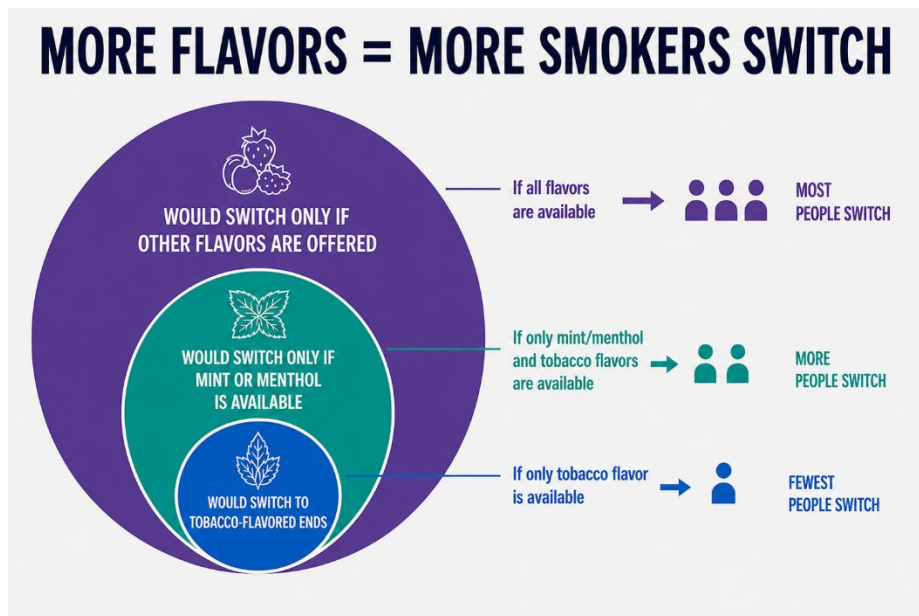 MORE FLAVORS = MORE SMOKERS SWITCH
WOULD SWITCH ONLY IF
OTHER FLAVORS ARE OFFERED
If all flavors
are available
MOST
PEOPLE SWITCH
WOULD SWITCH ONLY IF
MINT OR MENTHOL
IS AVAILABLE
If only mint/menthol
and tobacco flavors
are available
MORE
PEOPLE SWITCH
WOULD SWITCH TO
TOBACCO-FLAVORED ENDS
If only tobacco flavor
is available
FEWEST
PEOPLE SWITCH